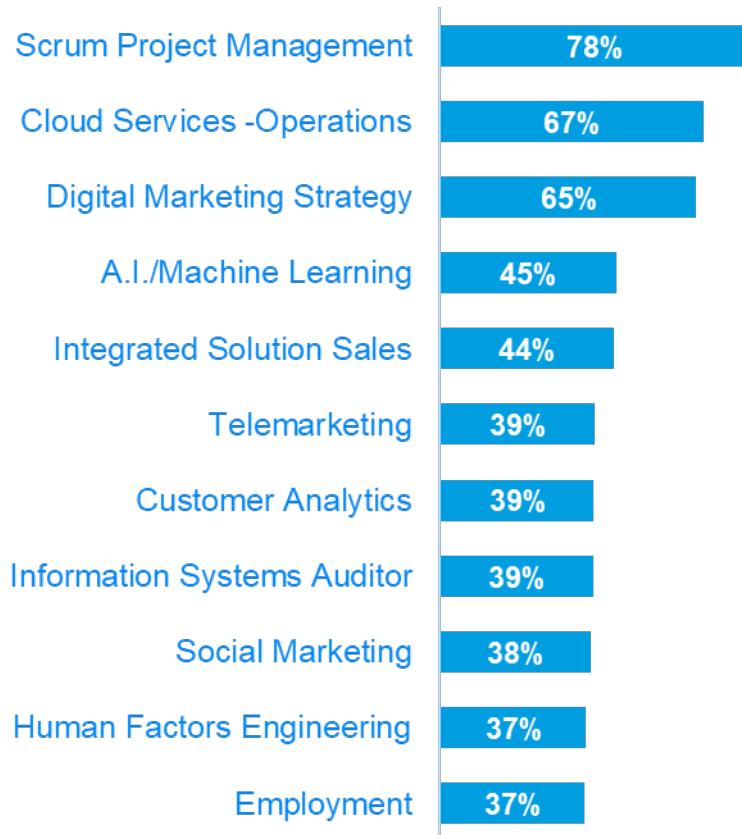 Scrum Project Management 78%
Cloud Services -Operations 67%
Digital Marketing Strategy 65%
A.I./Machine Learning 45%
Integrated Solution Sales 44%
Telemarketing 39%
Customer Analytics 39%
Information Systems Auditor 39%
Social Marketing 38%
Human Factors Engineering 37%
Employment 37%